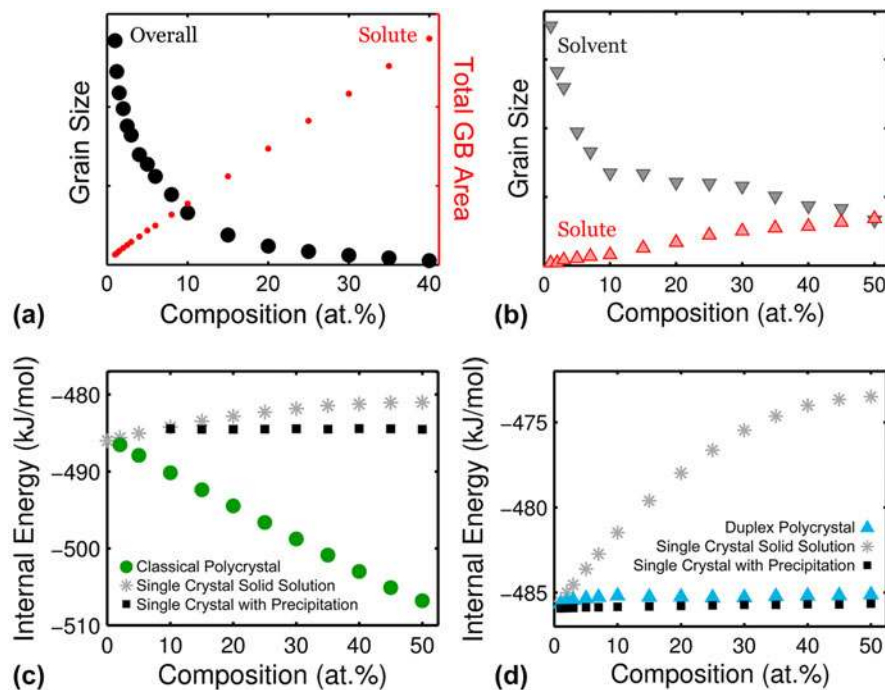 Overall
Solute
Grain Size
Total GB Area
0 10 20 30 40
Composition (at.%)
(a)
Solvent
Solute
Grain Size
0 10 20 30 40 50
Composition (at.%)
(b)
Internal Energy (kJ/mol)
−480
−490
−500
−510
Classical Polycrystal
Single Crystal Solid Solution
Single Crystal with Precipitation
0 10 20 30 40 50
Composition (at.%)
(c)
Internal Energy (kJ/mol)
−475
−480
−485
Duplex Polycrystal
Single Crystal Solid Solution
Single Crystal with Precipitation
0 10 20 30 40 50
Composition (at.%)
(d)